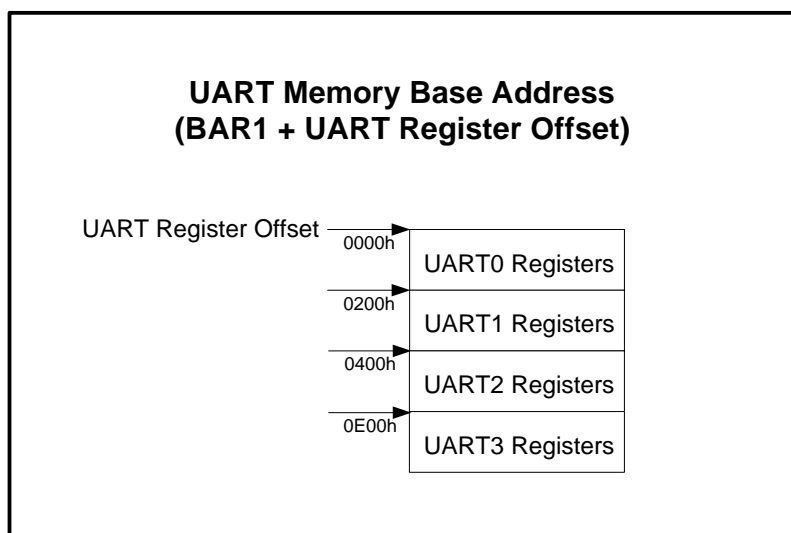 UART Memory Base Address
(BAR1 + UART Register Offset)
UART Register Offset
0000h
UART0 Registers
0200h
UART1 Registers
0400h
UART2 Registers
0E00h
UART3 Registers